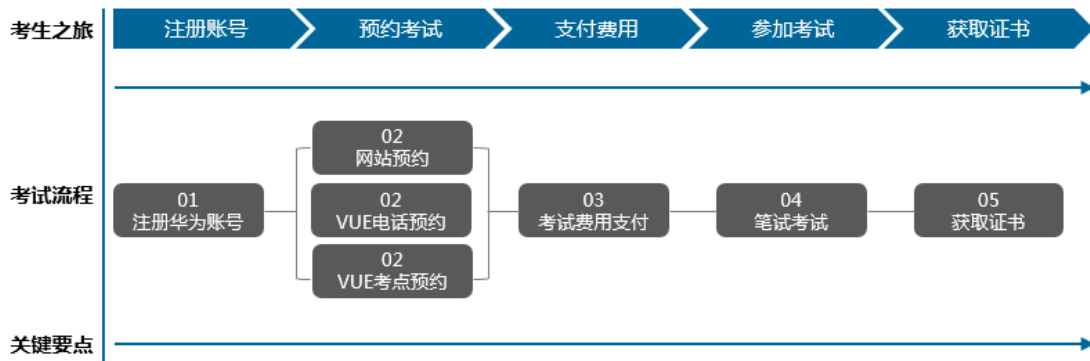 考生之旅
注册账号
预约考试
支付费用
参加考试
获取证书
考试流程
01
注册华为账号
02
网站预约
02
VUE电话预约
02
VUE考点预约
03
考试费用支付
04
笔试考试
05
获取证书
关键要点